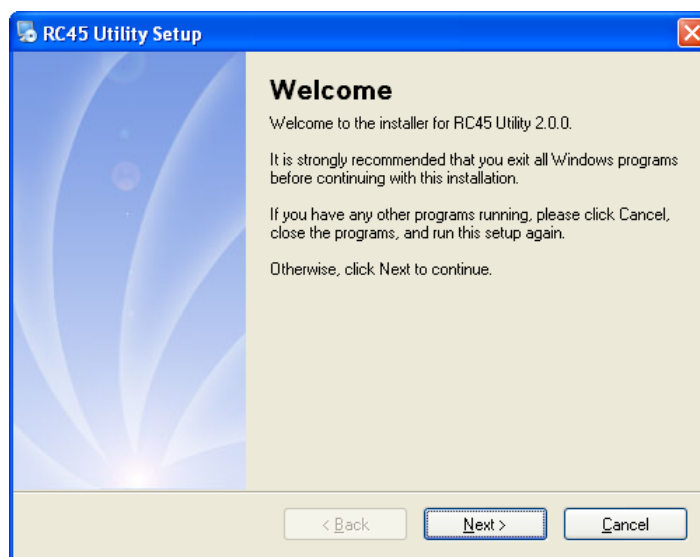 RC45 Utility Setup
Welcome
Welcome to the installer for RC45 Utility 2.0.0.
It is strongly recommended that you exit all Windows programs
before continuing with this installation.
If you have any other programs running, please click Cancel,
close the programs, and run this setup again.
Otherwise, click Next to continue.
< Back
Next >
Cancel